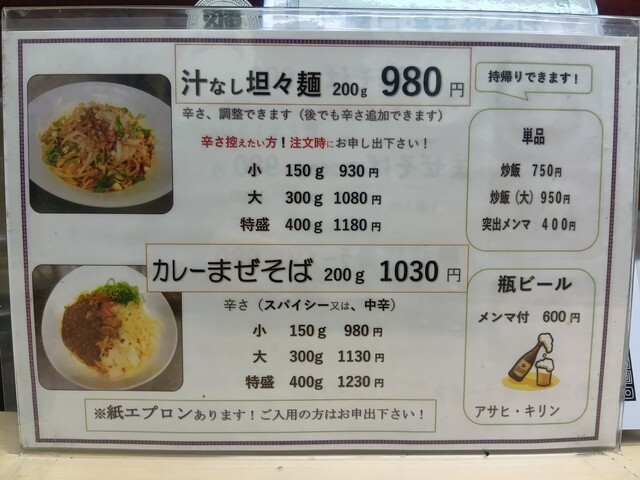 汁なし坦々麺 200g 980円
辛さ、調整できます(後でも辛さ追加できます)
辛さ控えたい方!注文時にお申し出下さい!
小 150g 930円
大 300g 1080円
特盛 400g 1180円
カレーまぜそば 200g 1030円
辛さ(スパイシー又は、中辛)
小 150g 980円
大 300g 1130円
特盛 400g 1230円
※紙エプロンあります!ご入用の方はお申出下さい!
持帰りできます!
単品
炒飯 750円
炒飯(大)950円
突出メンマ 400円
瓶ビール
メンマ付 600円
アサヒ・キリン